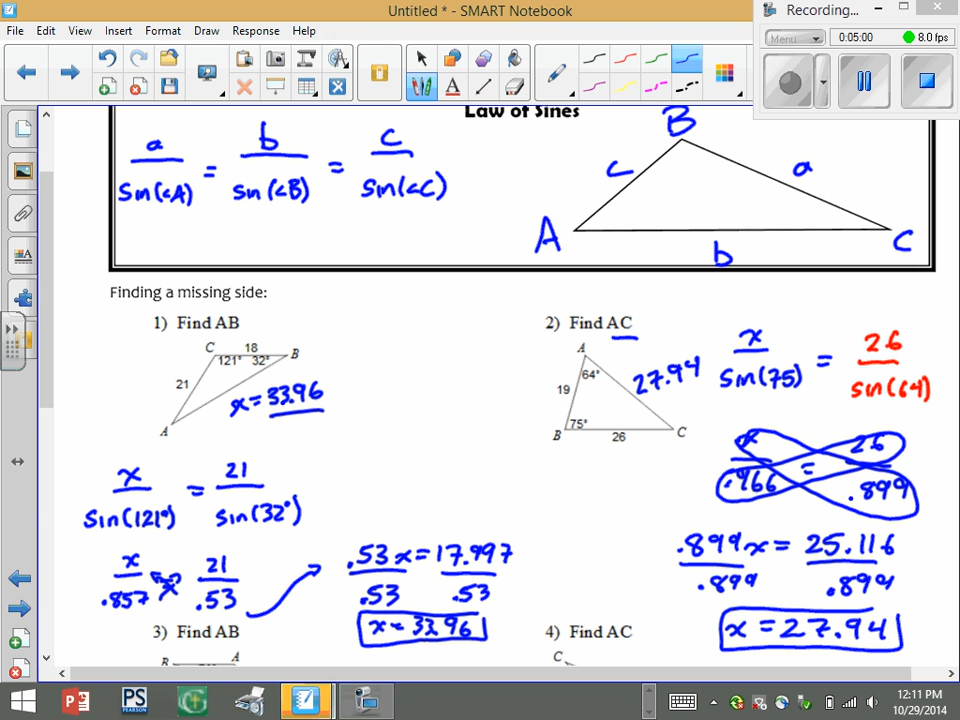 Untitled * - SMART Notebook
Recording...
File Edit View Insert Format Draw Response Help
Menu
0:05:00
8.0 fps
Law of Sines
a / sin(∠A) = b / sin(∠B) = c / sin(∠C)
B
c
a
A
b
C
Finding a missing side:
1) Find AB
C 18 B
121° 32°
21
x = 33.96
A
x / sin(121°) = 21 / sin(32°)
x / .857 21 / .53
.53x = 17.997
.53 .53
x = 33.96
2) Find AC
A
64°
19
27.94
75°
B 26 C
x / sin(75) = 26 / sin(64)
x / .966 = 26 / .899
.899x = 25.116
.899 .899
x = 27.94
3) Find AB
B A
4) Find AC
C
PS
PEARSON
12:11 PM
10/29/2014